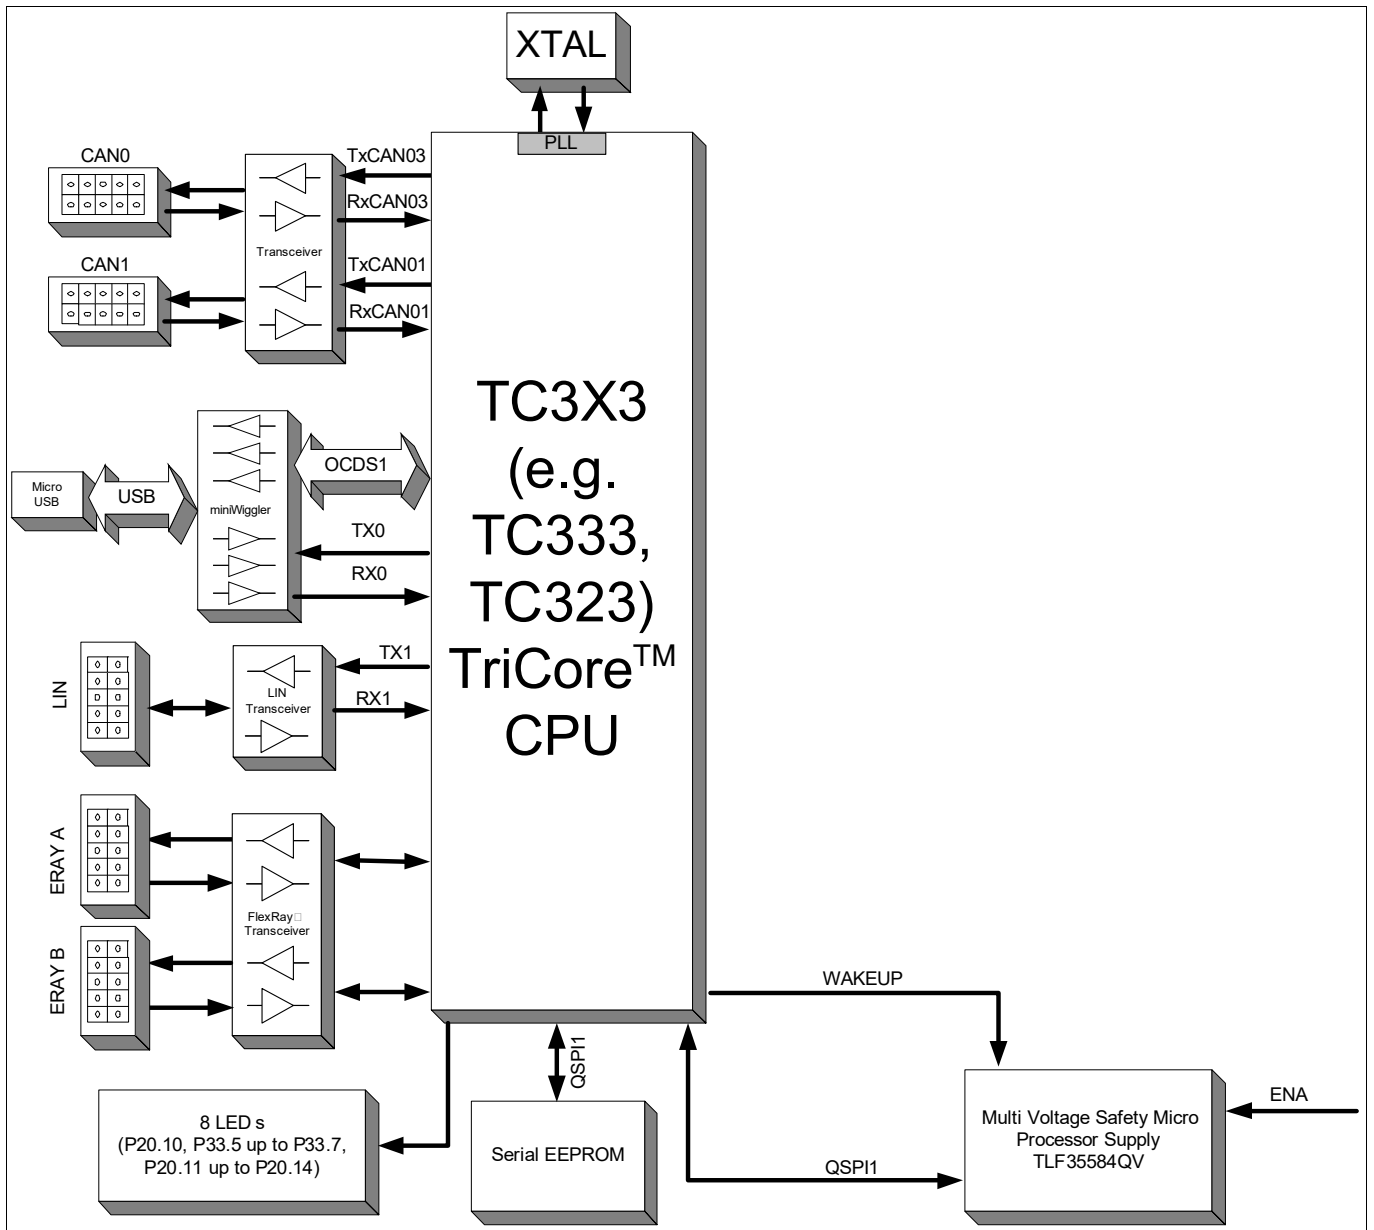 XTAL
PLL
CAN0
TxCAN03
RxCAN03
Transceiver
CAN1
TxCAN01
RxCAN01
TC3X3
(e.g.
TC333,
TC323)
TriCore™
CPU
OCDS1
Micro
USB
USB
miniWiggler
TX0
RX0
LIN
TX1
LIN
Transceiver
RX1
ERAY A
FlexRay□
Transceiver
ERAY B
WAKEUP
QSPI1
8 LED s
(P20.10, P33.5 up to P33.7,
P20.11 up to P20.14)
Serial EEPROM
QSPI1
Multi Voltage Safety Micro
Processor Supply
TLF35584QV
ENA